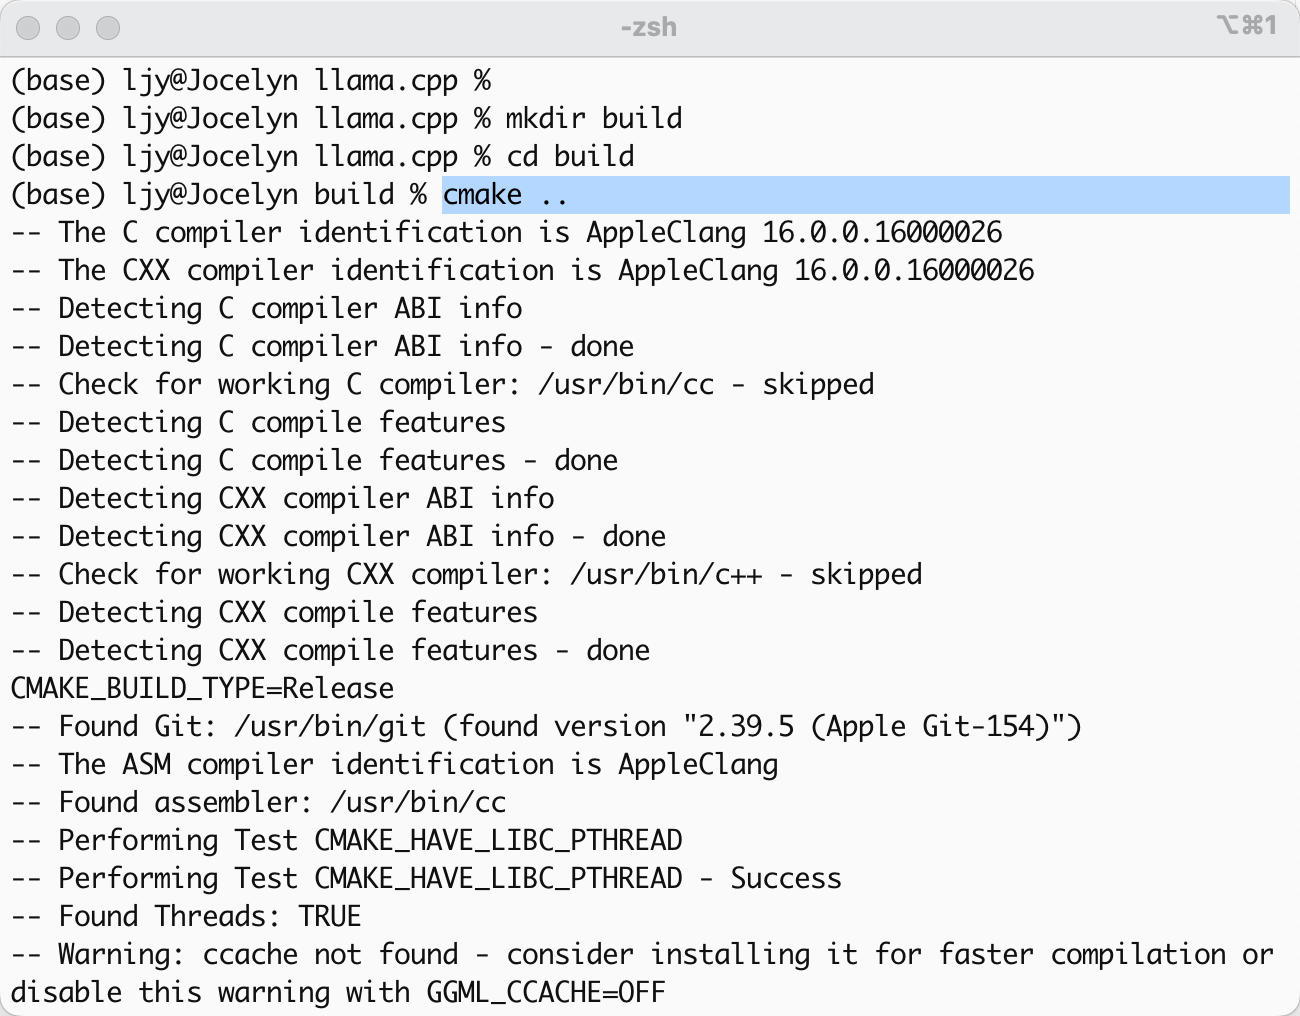 -zsh
⌥⌘1
(base) ljy@Jocelyn llama.cpp %
(base) ljy@Jocelyn llama.cpp % mkdir build
(base) ljy@Jocelyn llama.cpp % cd build
(base) ljy@Jocelyn build % cmake ..
-- The C compiler identification is AppleClang 16.0.0.16000026
-- The CXX compiler identification is AppleClang 16.0.0.16000026
-- Detecting C compiler ABI info
-- Detecting C compiler ABI info - done
-- Check for working C compiler: /usr/bin/cc - skipped
-- Detecting C compile features
-- Detecting C compile features - done
-- Detecting CXX compiler ABI info
-- Detecting CXX compiler ABI info - done
-- Check for working CXX compiler: /usr/bin/c++ - skipped
-- Detecting CXX compile features
-- Detecting CXX compile features - done
CMAKE_BUILD_TYPE=Release
-- Found Git: /usr/bin/git (found version "2.39.5 (Apple Git-154)")
-- The ASM compiler identification is AppleClang
-- Found assembler: /usr/bin/cc
-- Performing Test CMAKE_HAVE_LIBC_PTHREAD
-- Performing Test CMAKE_HAVE_LIBC_PTHREAD - Success
-- Found Threads: TRUE
-- Warning: ccache not found - consider installing it for faster compilation or
disable this warning with GGML_CCACHE=OFF